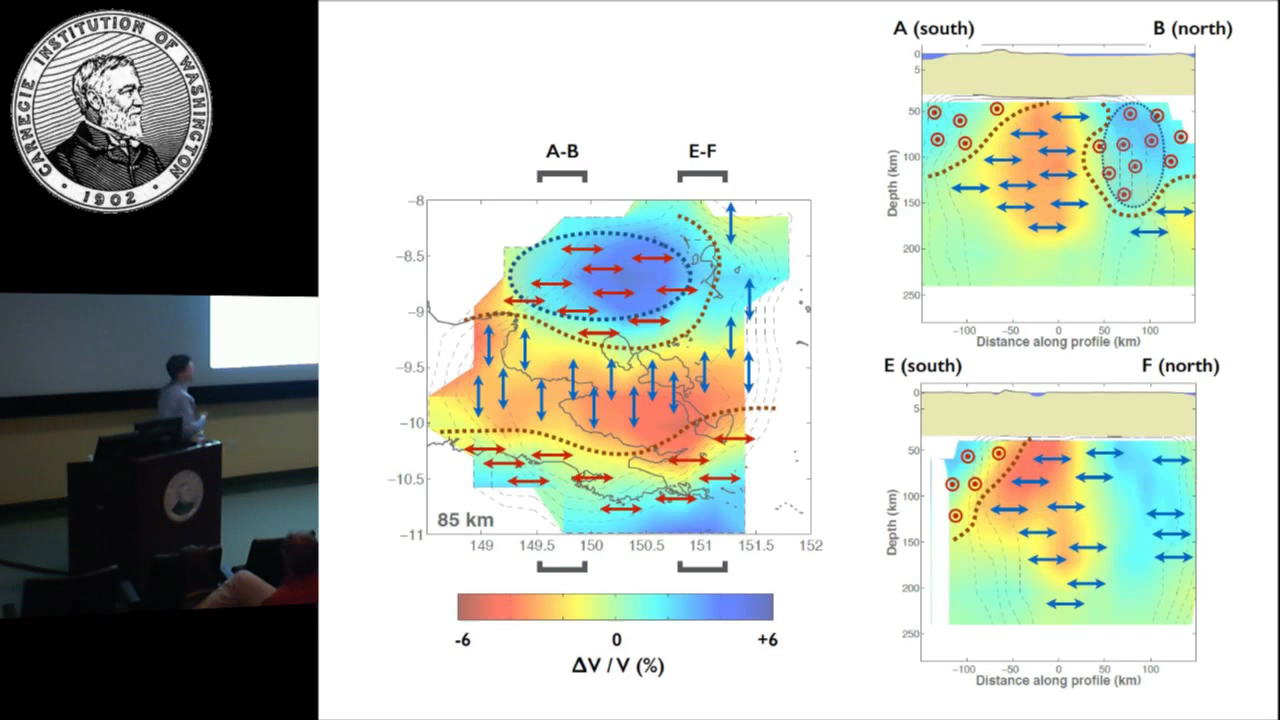 CARNEGIE INSTITUTION OF WASHINGTON
· 1902 ·
A-B
E-F
-8
-8.5
-9
-9.5
-10
-10.5
-11
85 km
149
149.5
150
150.5
151
151.5
152
-6
0
+6
ΔV / V (%)
A (south)
B (north)
0
5
50
100
150
200
250
Depth (km)
-100
-50
0
50
100
Distance along profile (km)
E (south)
F (north)
0
5
50
100
150
200
250
Depth (km)
-100
-50
0
50
100
Distance along profile (km)